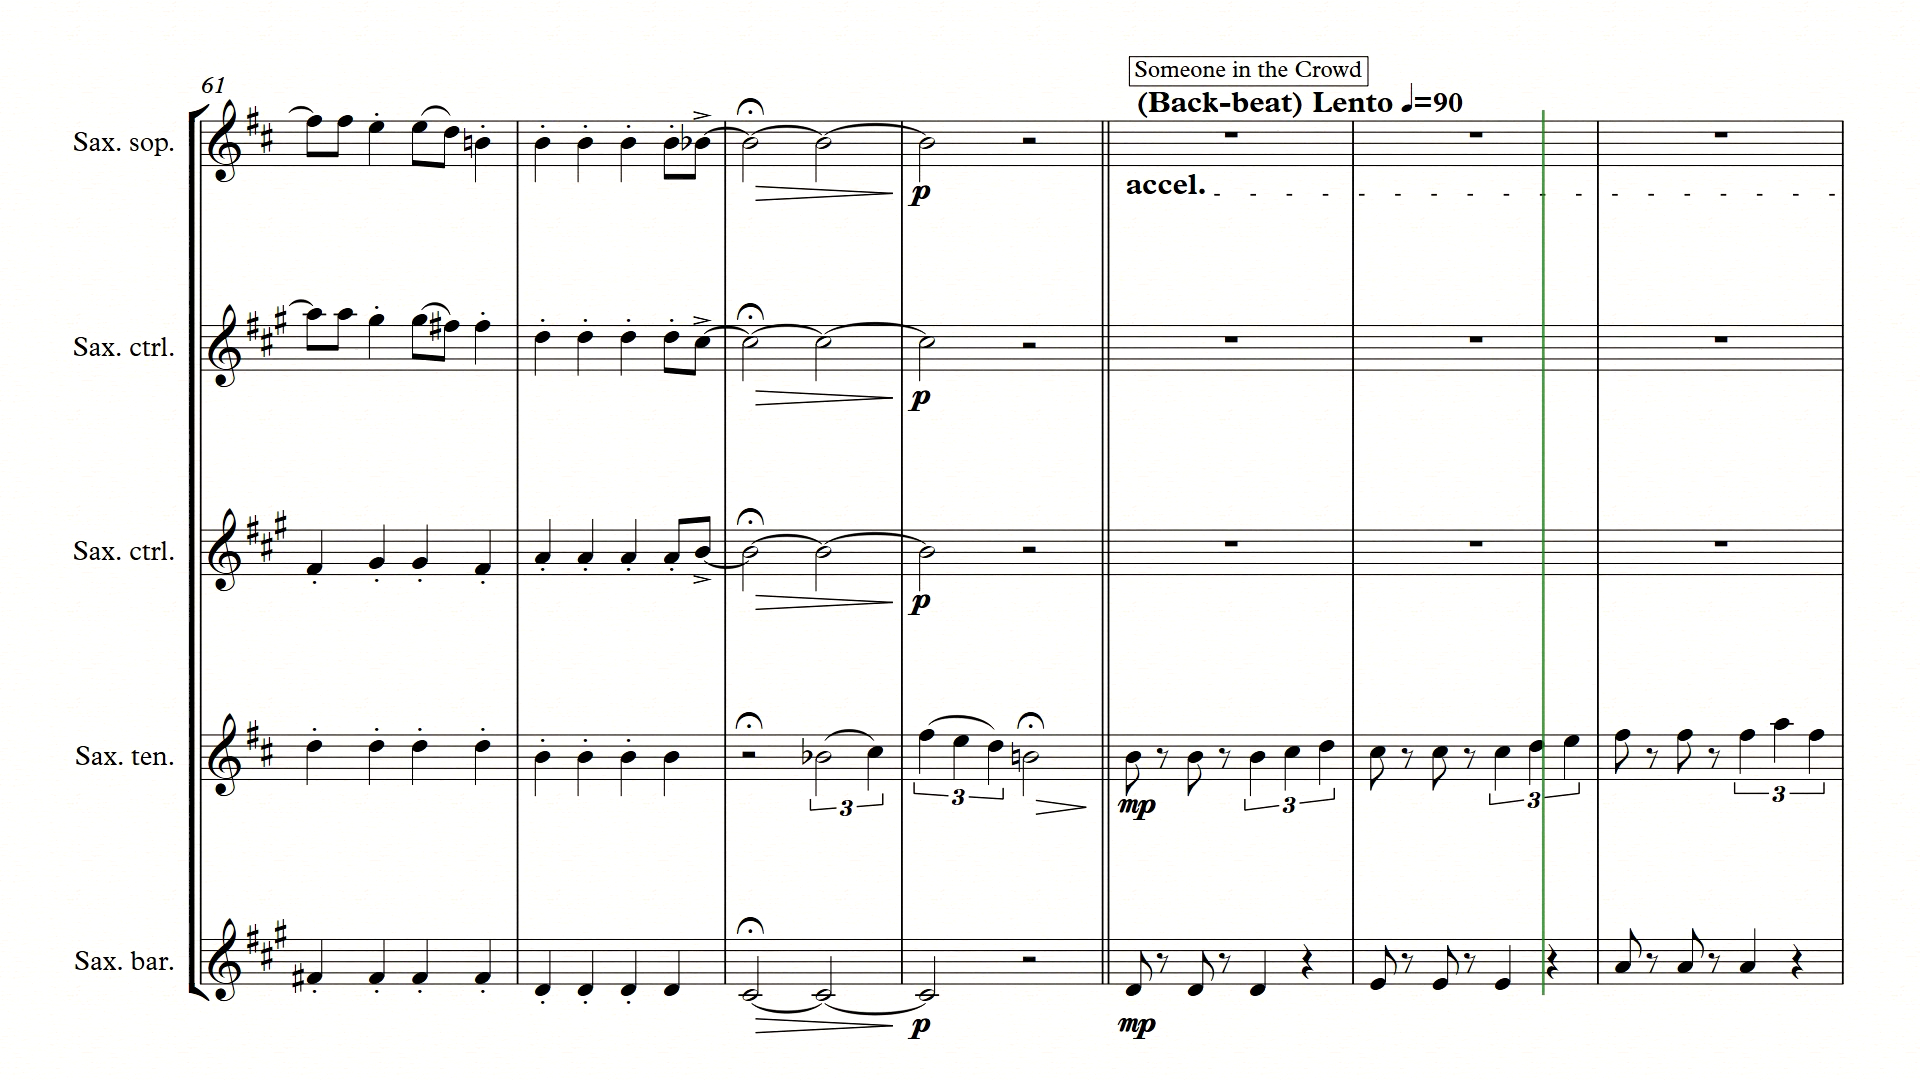 Someone in the Crowd
61
(Back-beat) Lento ♩=90
Sax. sop.
accel.
p
Sax. ctrl.
p
Sax. ctrl.
p
Sax. ten.
3
3
mp
3
3
3
Sax. bar.
p
mp